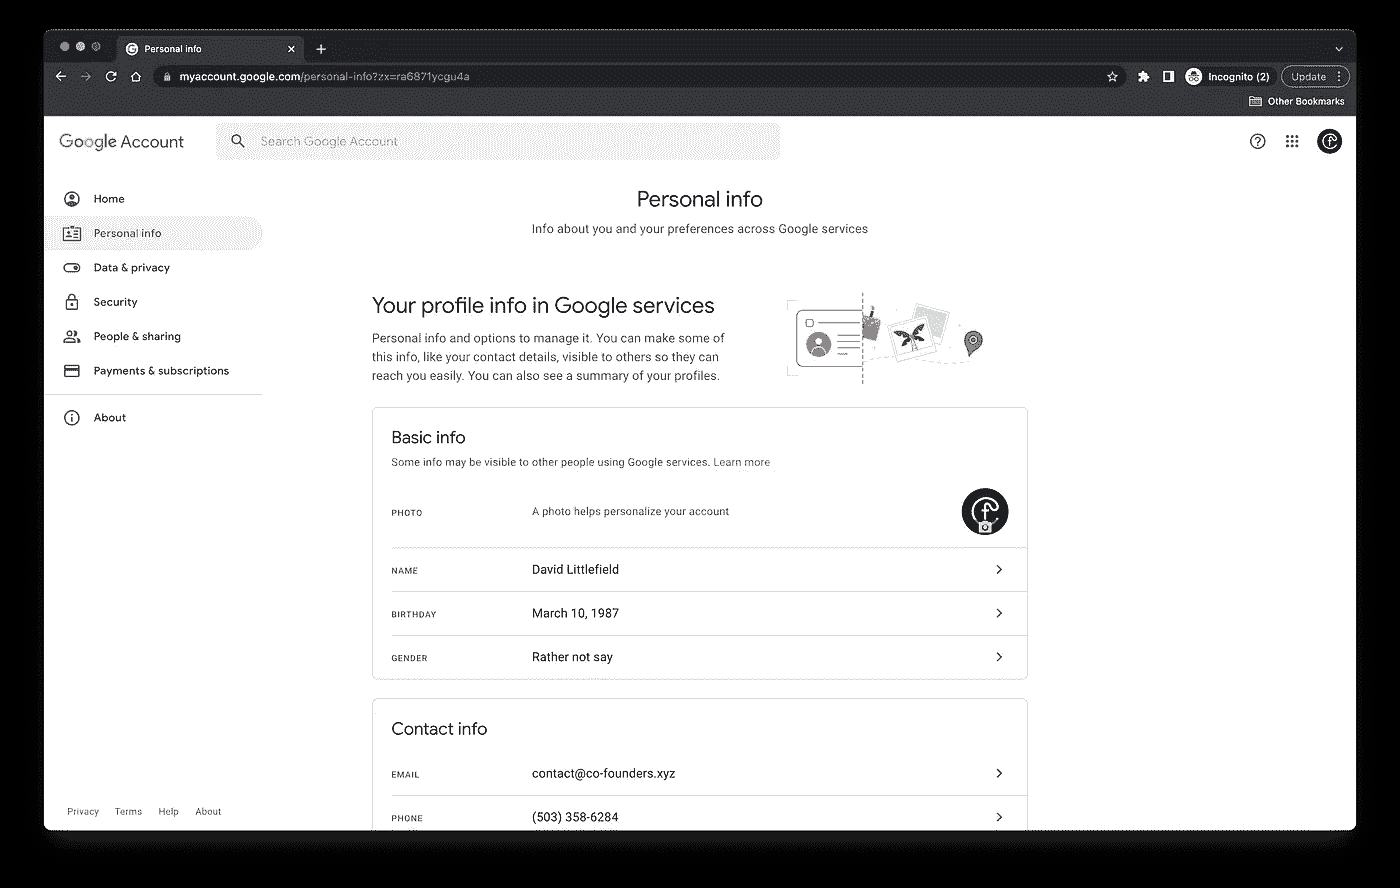 Personal info
myaccount.google.com/personal-info?zx=ra6871ycgu4a
Incognito (2)
Update
Other Bookmarks
Google Account
Search Google Account
Home
Personal info
Data & privacy
Security
People & sharing
Payments & subscriptions
About
Personal info
Info about you and your preferences across Google services
Your profile info in Google services
Personal info and options to manage it. You can make some of
this info, like your contact details, visible to others so they can
reach you easily. You can also see a summary of your profiles.
Basic info
Some info may be visible to other people using Google services. Learn more
PHOTO A photo helps personalize your account
NAME David Littlefield
BIRTHDAY March 10, 1987
GENDER Rather not say
Contact info
EMAIL contact@co-founders.xyz
PHONE (503) 358-6284
Privacy Terms Help About